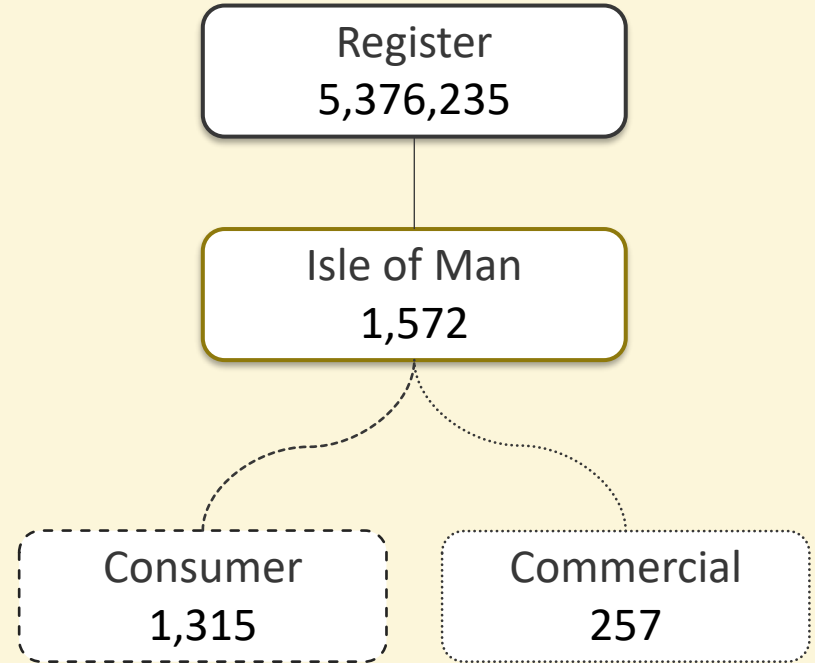 Register
5,376,235
Isle of Man
1,572
Consumer
1,315
Commercial
257